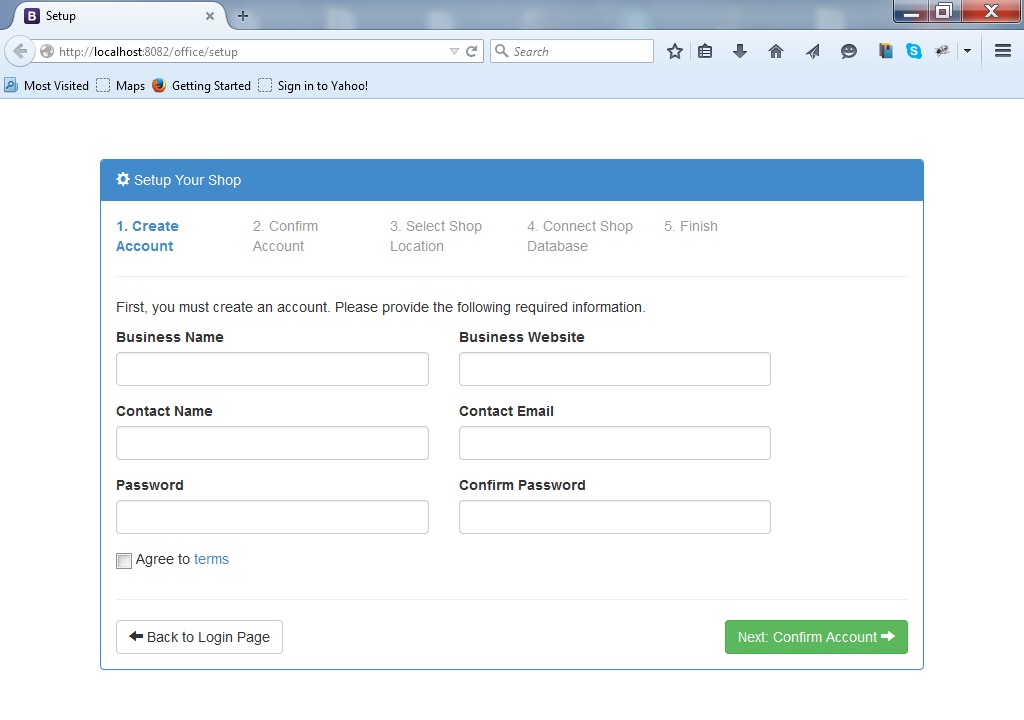 B Setup
http://localhost:8082/office/setup
Search
Most Visited Maps Getting Started Sign in to Yahoo!
Setup Your Shop
1. Create Account
2. Confirm Account
3. Select Shop Location
4. Connect Shop Database
5. Finish
First, you must create an account. Please provide the following required information.
Business Name Business Website
Contact Name Contact Email
Password Confirm Password
Agree to terms
Back to Login Page Next: Confirm Account